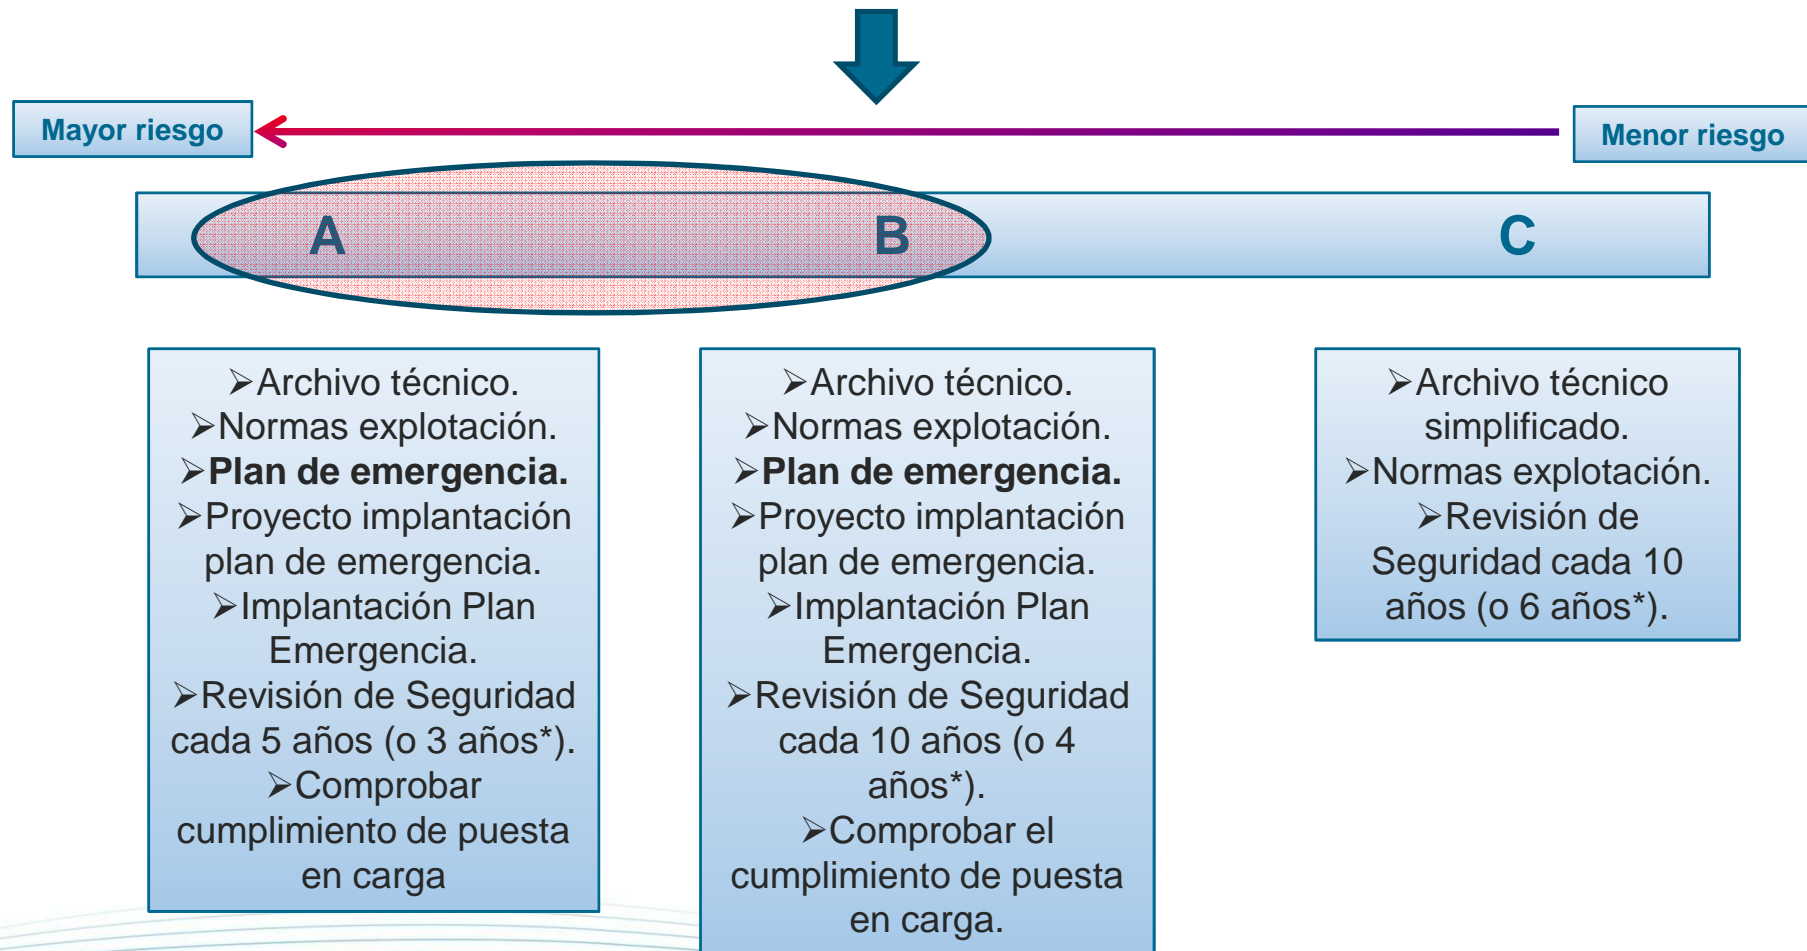 Mayor riesgo
Menor riesgo
A
B
C
➢Archivo técnico.
➢Normas explotación.
➢Plan de emergencia.
➢Proyecto implantación
plan de emergencia.
➢Implantación Plan
Emergencia.
➢Revisión de Seguridad
cada 5 años (o 3 años*).
➢Comprobar
cumplimiento de puesta
en carga
➢Archivo técnico.
➢Normas explotación.
➢Plan de emergencia.
➢Proyecto implantación
plan de emergencia.
➢Implantación Plan
Emergencia.
➢Revisión de Seguridad
cada 10 años (o 4
años*).
➢Comprobar el
cumplimiento de puesta
en carga.
➢Archivo técnico
simplificado.
➢Normas explotación.
➢Revisión de
Seguridad cada 10
años (o 6 años*).